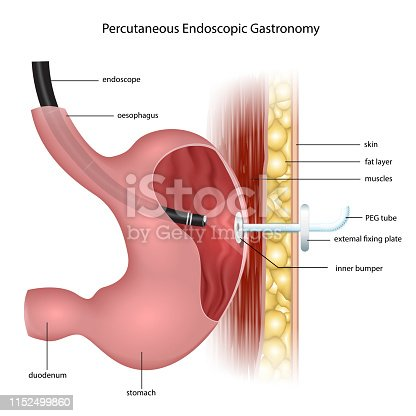 Percutaneous Endoscopic Gastronomy
endoscope
oesophagus
skin
fat layer
muscles
iStock
by Getty Images
PEG tube
external fixing plate
inner bumper
duodenum
stomach
1152499860